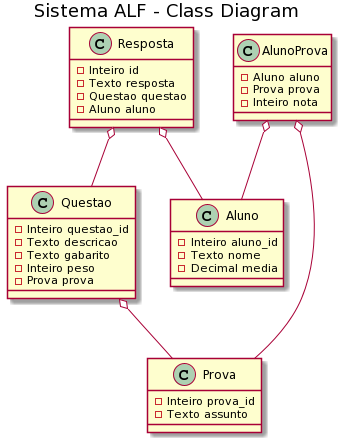 Sistema ALF - Class Diagram
C Resposta
Inteiro id
Texto resposta
Questao questao
Aluno aluno
C AlunoProva
Aluno aluno
Prova prova
Inteiro nota
C Questao
Inteiro questao_id
Texto descricao
Texto gabarito
Inteiro peso
Prova prova
C Aluno
Inteiro aluno_id
Texto nome
Decimal media
C Prova
Inteiro prova_id
Texto assunto